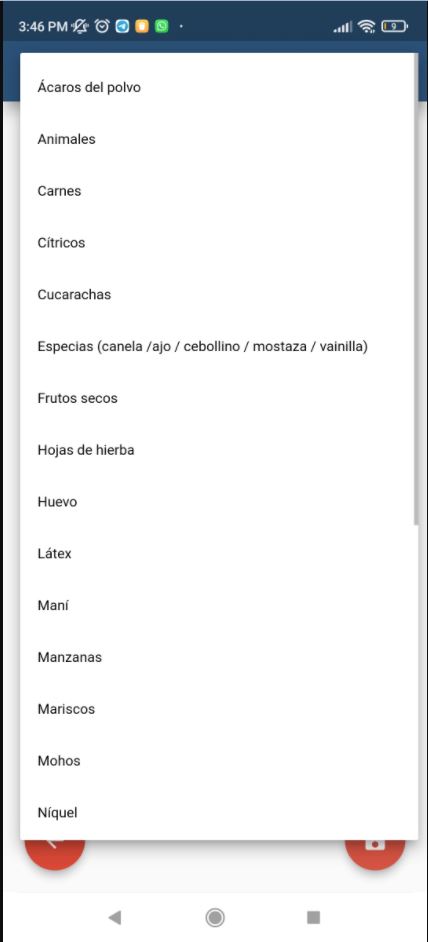 3:46 PM
9
Ácaros del polvo
Animales
Carnes
Cítricos
Cucarachas
Especias (canela /ajo / cebollino / mostaza / vainilla)
Frutos secos
Hojas de hierba
Huevo
Látex
Maní
Manzanas
Mariscos
Mohos
Níquel